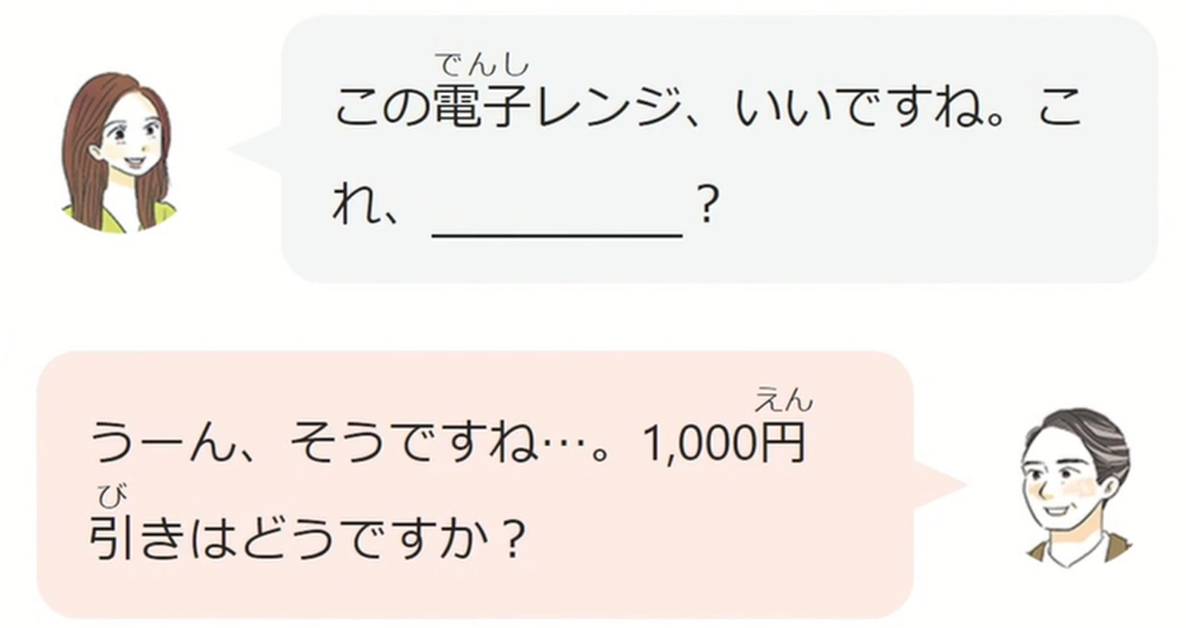 でんし
この電子レンジ、いいですね。こ
れ、__________?
えん
うーん、そうですね…。1,000円
び
引きはどうですか?